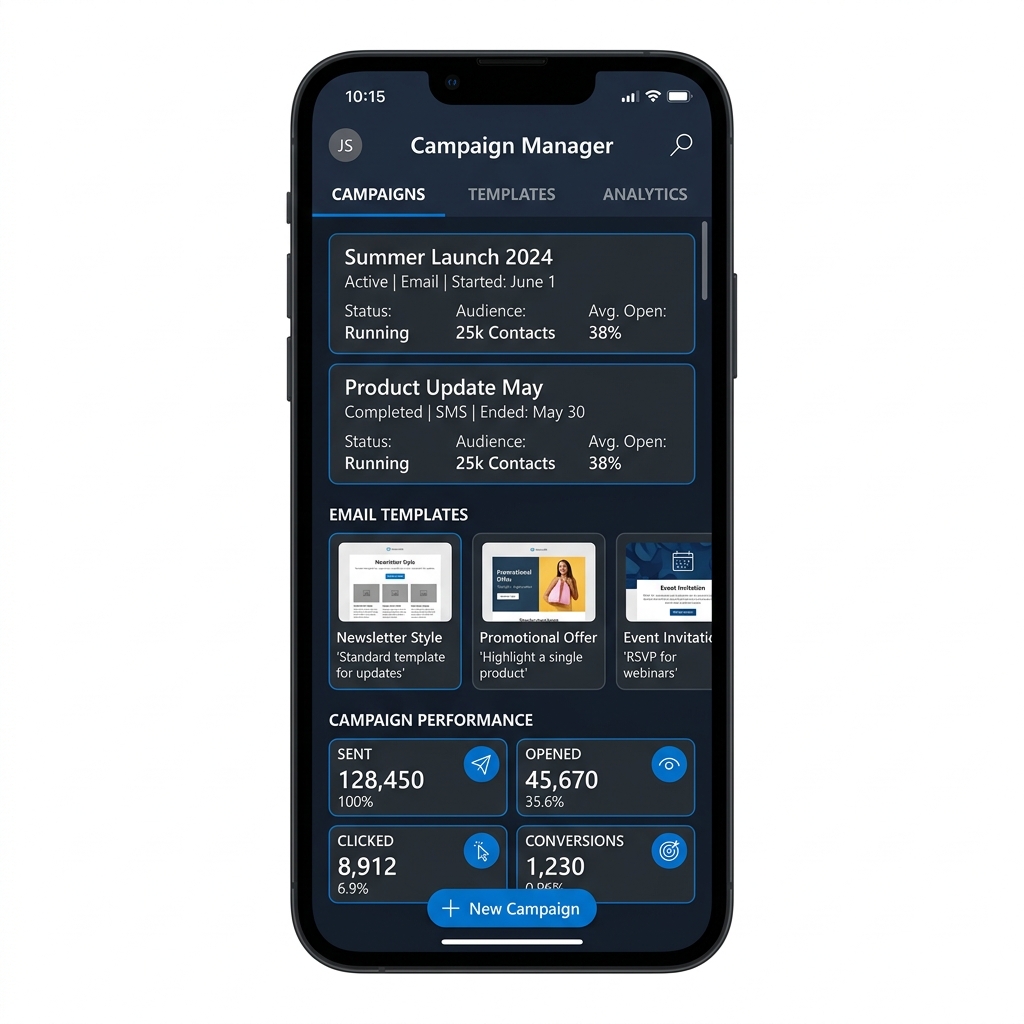 10:15
JS
Campaign Manager
CAMPAIGNS
TEMPLATES
ANALYTICS
Summer Launch 2024
Active | Email | Started: June 1
Status:
Audience:
Avg. Open:
Running
25k Contacts
38%
Product Update May
Completed | SMS | Ended: May 30
Status:
Audience:
Avg. Open:
Running
25k Contacts
38%
EMAIL TEMPLATES
Newsletter Style
Promotional
Offer
Event Invitation
Newsletter Style
'Standard template
for updates'
Promotional Offer
'Highlight a single
product'
Event Invitatio
'RSVP for
webinars'
CAMPAIGN PERFORMANCE
SENT
128,450
100%
OPENED
45,670
35.6%
CLICKED
8,912
6.9%
CONVERSIONS
1,230
New Campaign